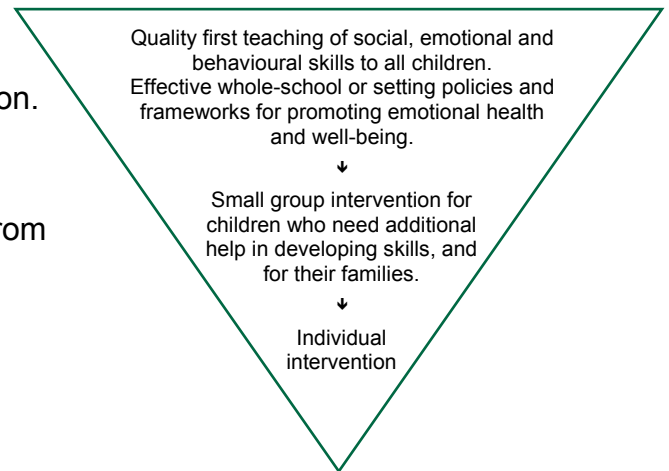 Quality first teaching of social, emotional and
behavioural skills to all children.
Effective whole-school or setting policies and
frameworks for promoting emotional health
and well-being.
on.
rom
Small group intervention for
children who need additional
help in developing skills, and
for their families.
Individual
intervention